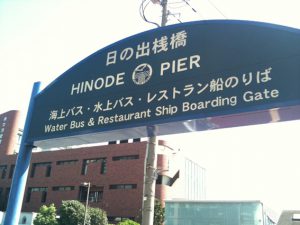 日の出桟橋
HINODE PIER
海上バス・水上バス・レストラン船のりば
Water Bus & Restaurant Ship Boarding Gate